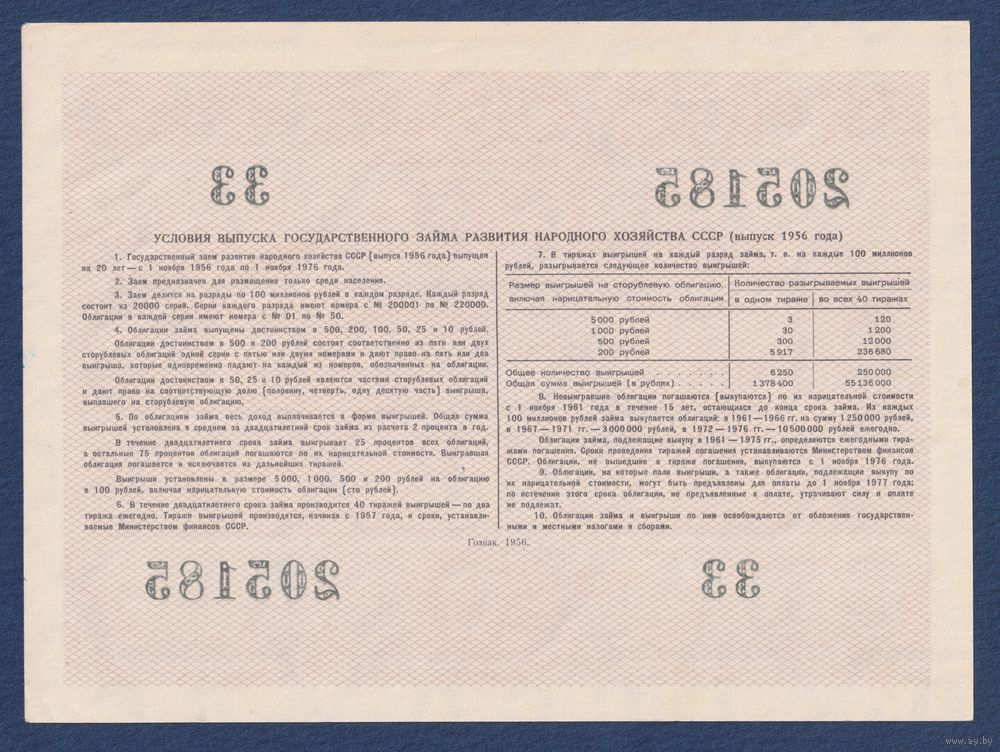 33
205185
УСЛОВИЯ ВЫПУСКА ГОСУДАРСТВЕННОГО ЗАЙМА РАЗВИТИЯ НАРОДНОГО ХОЗЯЙСТВА СССР (выпуск 1956 года)
1. Государственный заем развития народного хозяйства СССР (выпуск 1956 года) выпущен
на 20 лет — с 1 ноября 1956 года по 1 ноября 1976 года.
2. Заем предназначен для размещения только среди населения.
3. Заем делится на разряды по 100 миллионов рублей в каждом разряде. Каждый разряд
состоит из 20000 серий. Серии каждого разряда имеют номера с № 200001 по № 220000.
Облигации в каждой серии имеют номера с № 01 по № 50.
4. Облигации займа выпущены достоинством в 500, 200, 100, 50, 25 и 10 рублей.
Облигации достоинством в 500 и 200 рублей состоят соответственно из пяти или двух
сторублевых облигаций одной серии с пятью или двумя номерами и дают право на пять или два
выигрыша, которые одновременно падают на каждый из номеров, обозначенных на облигации.
Облигации достоинством в 50, 25 и 10 рублей являются частями сторублевых облигаций
и дают право на соответствующую долю (половину, четверть, одну десятую часть) выигрыша,
выпавшего на сторублевую облигацию.
5. По облигациям займа весь доход выплачивается в форме выигрышей. Общая сумма
выигрышей установлена в среднем за двадцатилетний срок займа из расчета 2 процента в год.
В течение двадцатилетнего срока займа выигрывает 25 процентов всех облигаций,
а остальные 75 процентов облигаций погашаются по их нарицательной стоимости. Выигравшая
облигация погашается и исключается из дальнейших тиражей.
Выигрыши установлены в размере 5000, 1000, 500 и 200 рублей на облигацию
в 100 рублей, включая нарицательную стоимость облигации (сто рублей).
6. В течение двадцатилетнего срока займа производится 40 тиражей выигрышей — по два
тиража ежегодно. Тиражи выигрышей производятся, начиная с 1957 года, в сроки, устанавли-
ваемые Министерством финансов СССР.
7. В тиражах выигрышей на каждый разряд займа, т. е. на каждые 100 миллионов
рублей, разыгрывается следующее количество выигрышей:
Размер выигрышей на сторублевую облигацию,
включая нарицательную стоимость облигации
Количество разыгрываемых выигрышей
в одном тираже во всех 40 тиражах
5000 рублей 3 120
1000 рублей 30 1200
500 рублей 300 12000
200 рублей 5917 236680
Общее количество выигрышей . . . . . . . . 6250 250000
Общая сумма выигрышей (в рублях) . . . . . 1378400 55136000
8. Невыигравшие облигации погашаются (выкупаются) по их нарицательной стоимости
с 1 ноября 1961 года в течение 15 лет, остающихся до конца срока займа. Из каждых
100 миллионов рублей займа выкупается облигаций: в 1961—1966 гг. на сумму 1250000 рублей,
в 1967—1971 гг.—3000000 рублей, в 1972—1976 гг.—10500000 рублей ежегодно.
Облигации займа, подлежащие выкупу в 1961—1975 гг., определяются ежегодными тира-
жами погашения. Сроки проведения тиражей погашения устанавливаются Министерством финансов
СССР. Облигации, не вышедшие в тиражи погашения, выкупаются с 1 ноября 1976 года.
9. Облигации, на которые пали выигрыши, а также облигации, подлежащие выкупу по
их нарицательной стоимости, могут быть предъявлены для оплаты до 1 ноября 1977 года;
по истечении этого срока облигации, не предъявленные к оплате, утрачивают силу и оплате
не подлежат.
10. Облигации займа и выигрыши по ним освобождаются от обложения государствен-
ными и местными налогами и сборами.
Гознак. 1956.
205185
33
www.ay.by